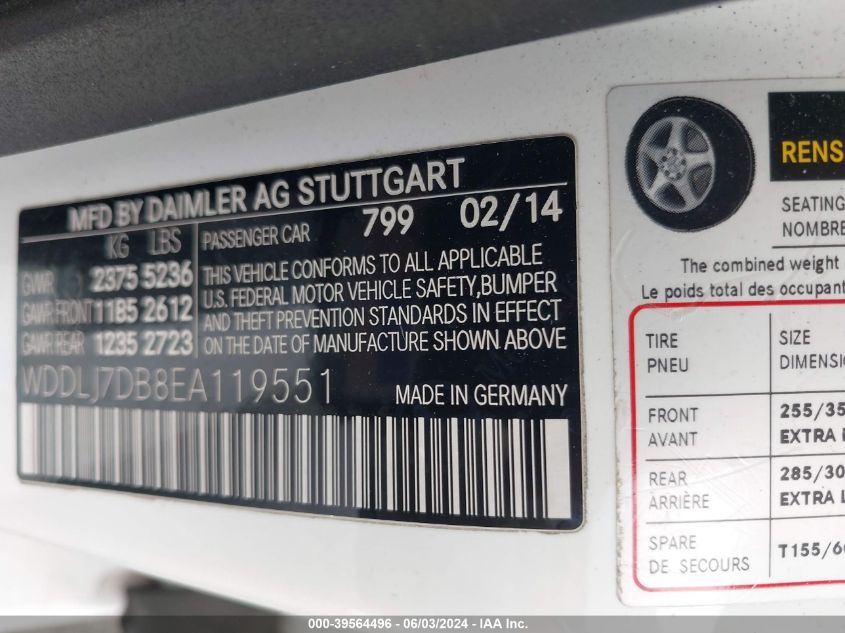 MFD BY DAIMLER AG STUTTGART
KG LBS PASSENGER CAR 799 02/14
GVWR 2375 5236
GAWR FRONT 1185 2612
GAWR REAR 1235 2723
THIS VEHICLE CONFORMS TO ALL APPLICABLE
U.S. FEDERAL MOTOR VEHICLE SAFETY,BUMPER
AND THEFT PREVENTION STANDARDS IN EFFECT
ON THE DATE OF MANUFACTURE SHOWN ABOVE
WDDLJ7DB8EA119551 MADE IN GERMANY
RENS
SEATING
NOMBRE
The combined weight
Le poids total des occupant
TIRE SIZE
PNEU DIMENSI
FRONT 255/35
AVANT EXTRA
REAR 285/30
ARRIÈRE EXTRA L
SPARE T155/6
DE SECOURS
000-39564496 - 06/03/2024 - IAA Inc.